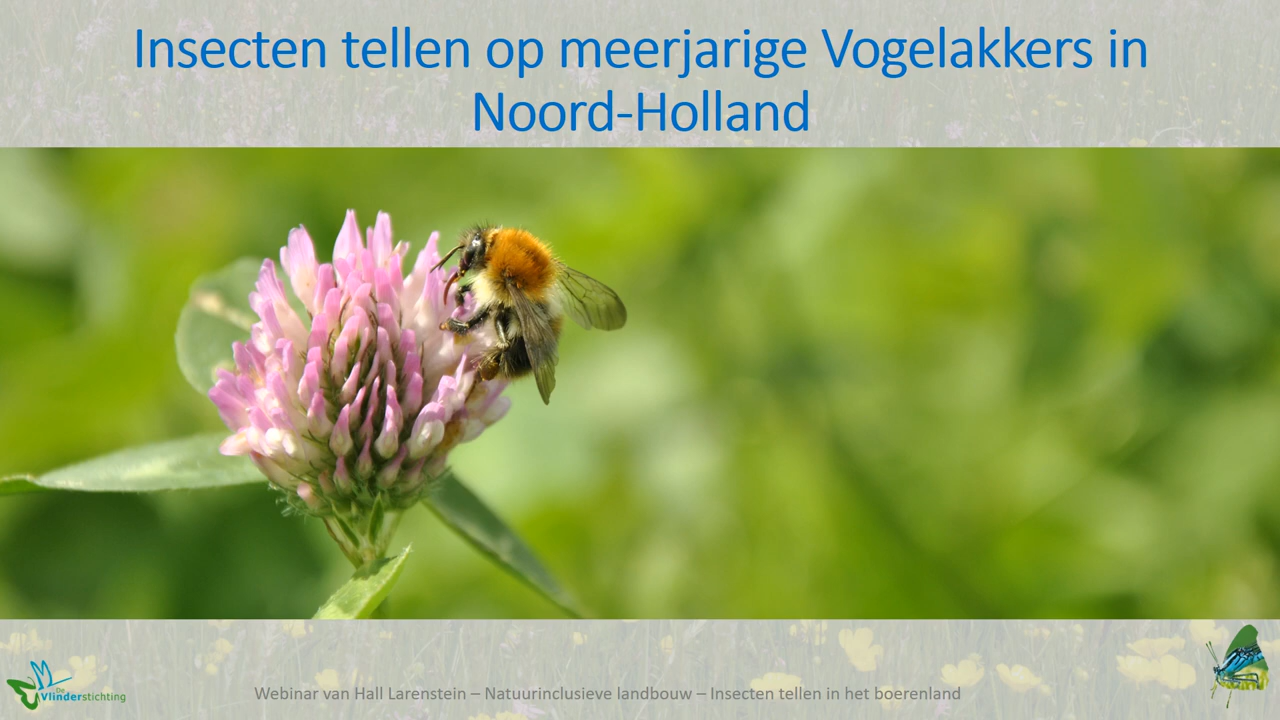 Insecten tellen op meerjarige Vogelakkers in
Noord-Holland
De
Vlinderstichting
Webinar van Hall Larenstein – Natuurinclusieve landbouw – Insecten tellen in het boerenland